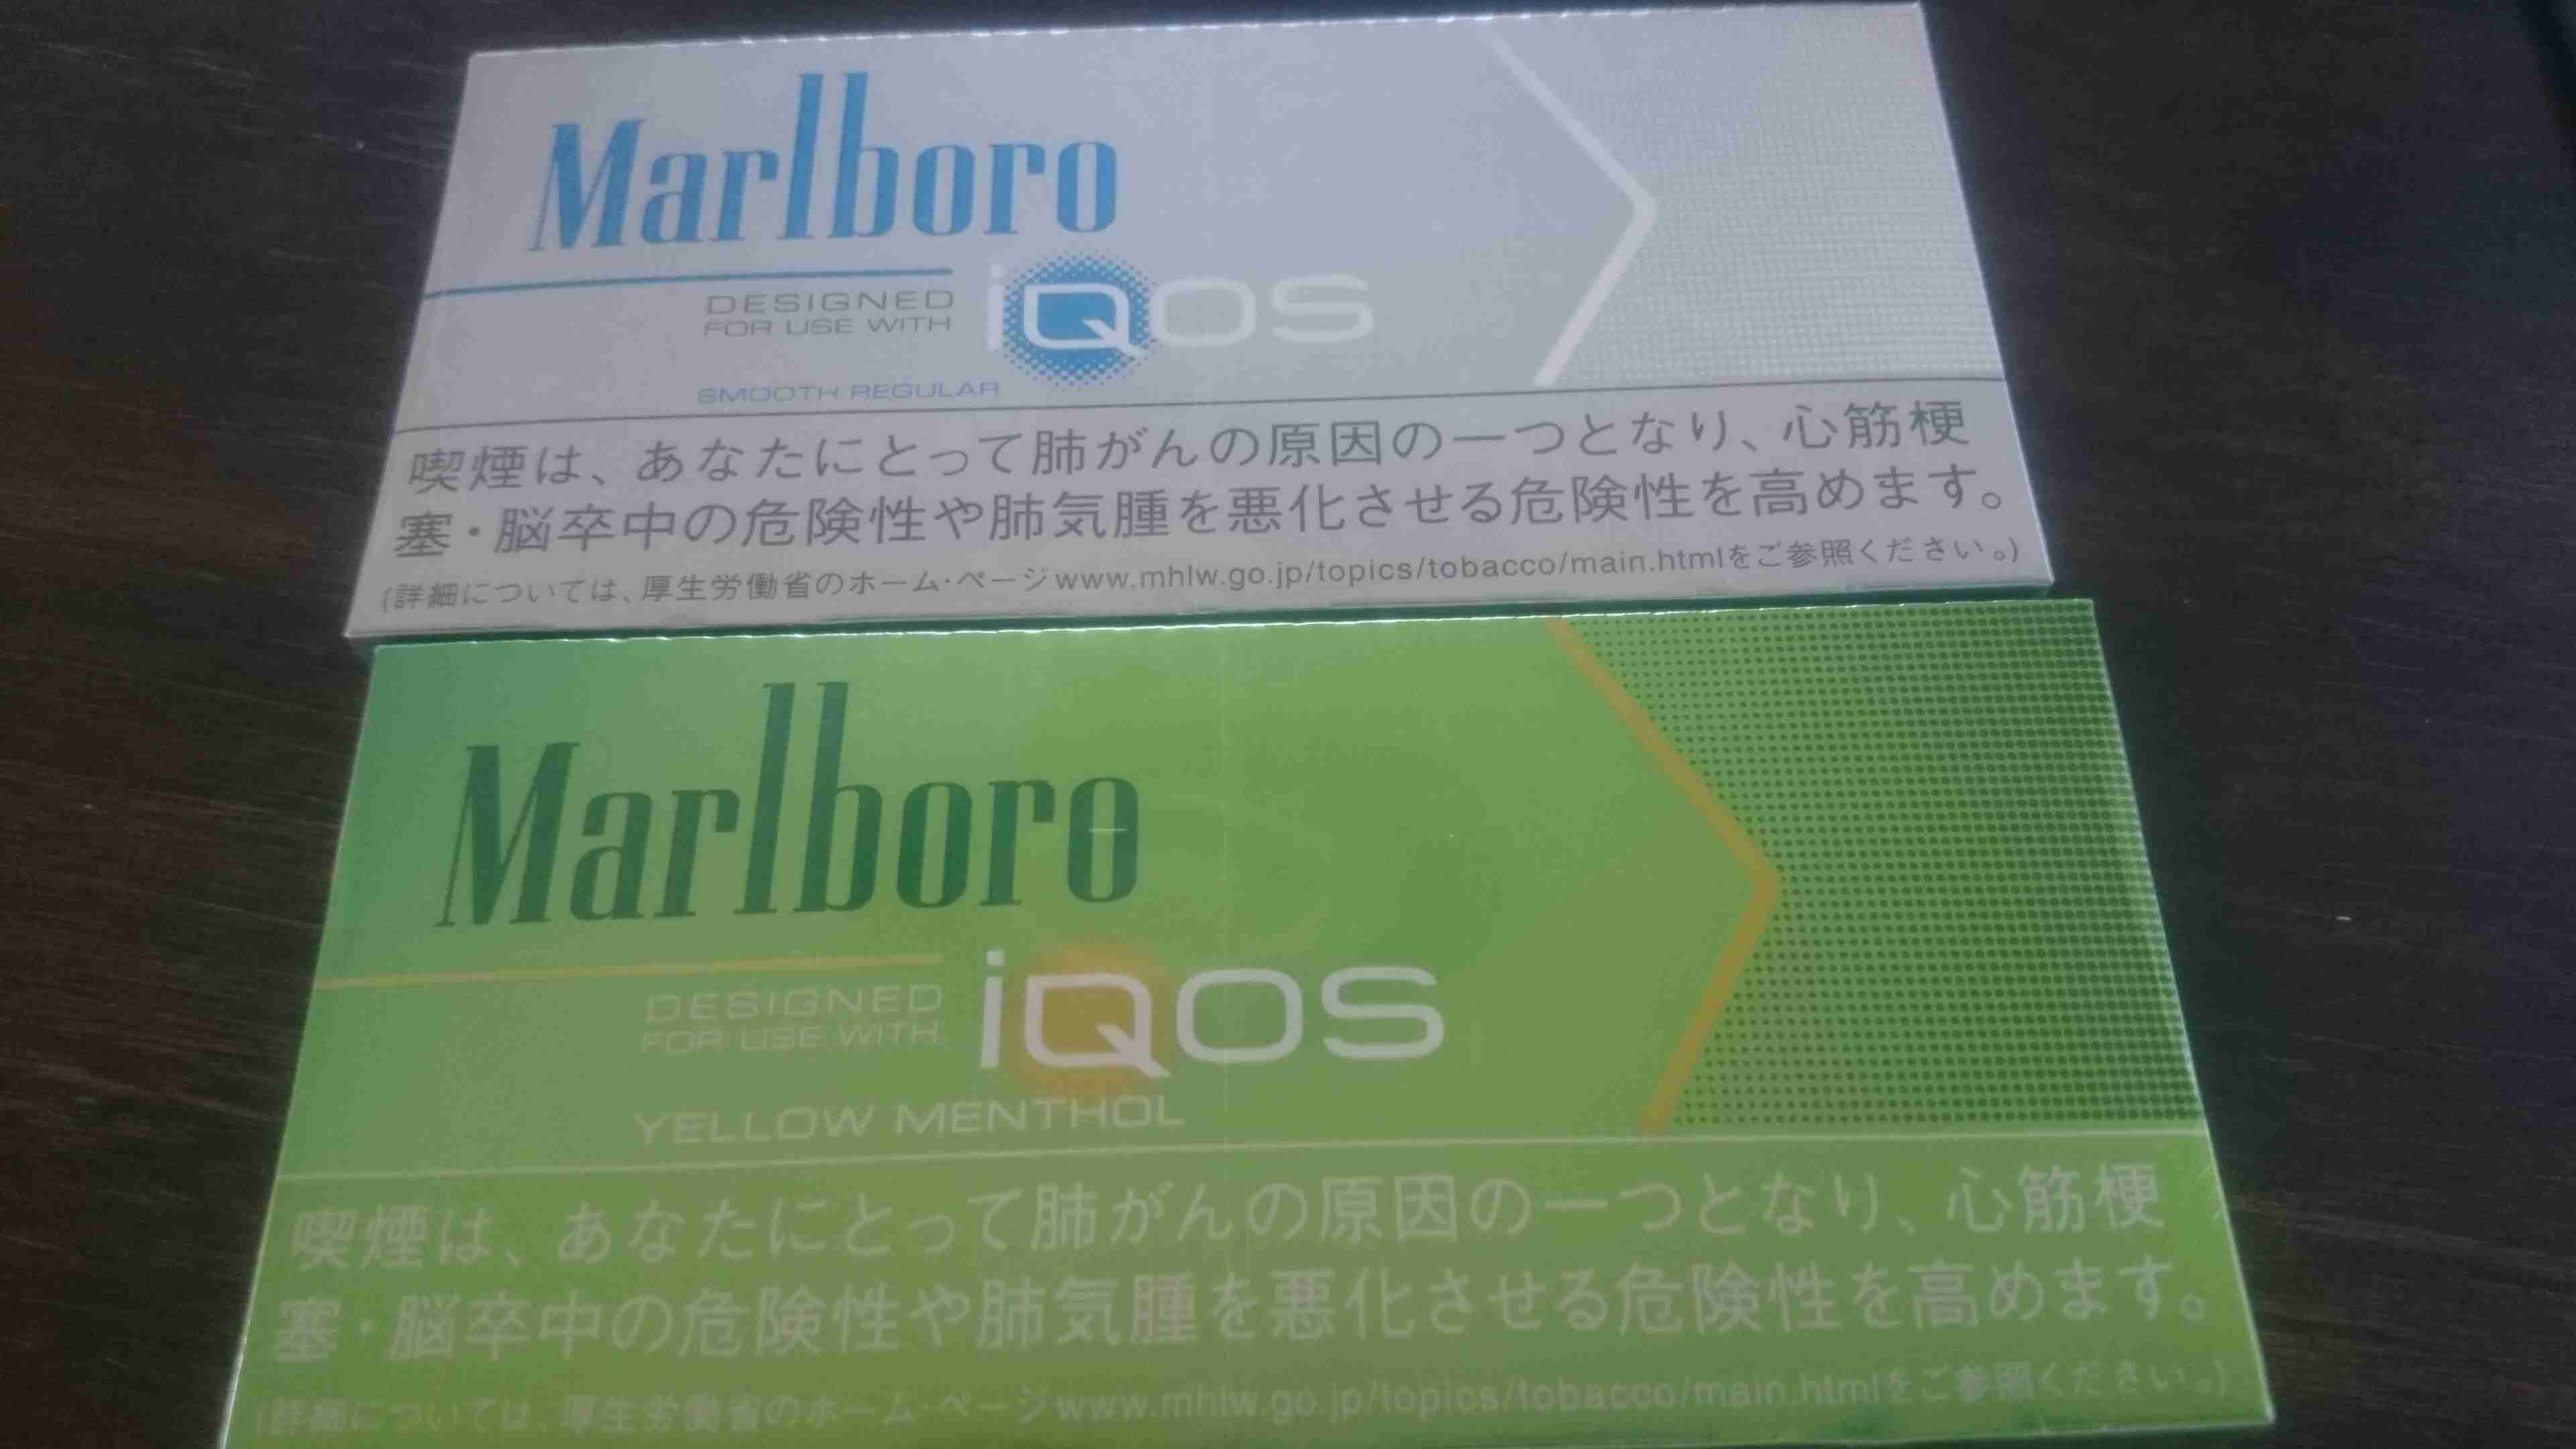 Marlboro
DESIGNED
FOR USE WITH
iQOS
SMOOTH REGULAR
喫煙は、あなたにとって肺がんの原因の一つとなり、心筋梗
塞・脳卒中の危険性や肺気腫を悪化させる危険性を高めます。
(詳細については、厚生労働省のホーム・ページwww.mhlw.go.jp/topics/tobacco/main.htmlをご参照ください。)
Marlboro
DESIGNED
FOR USE WITH
iQOS
YELLOW MENTHOL
喫煙は、あなたにとって肺がんの原因の一つとなり、心筋梗
塞・脳卒中の危険性や肺気腫を悪化させる危険性を高めます。
(詳細については、厚生労働省のホーム・ページwww.mhlw.go.jp/topics/tobacco/main.htmlをご参照ください。)